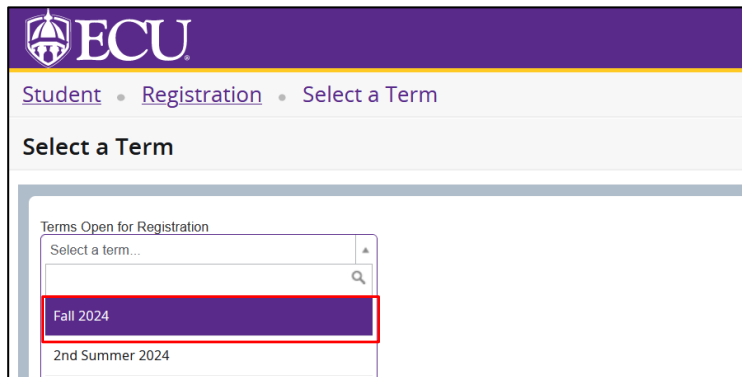 ECU
Student • Registration • Select a Term
Select a Term
Terms Open for Registration
Select a term...
Fall 2024
2nd Summer 2024